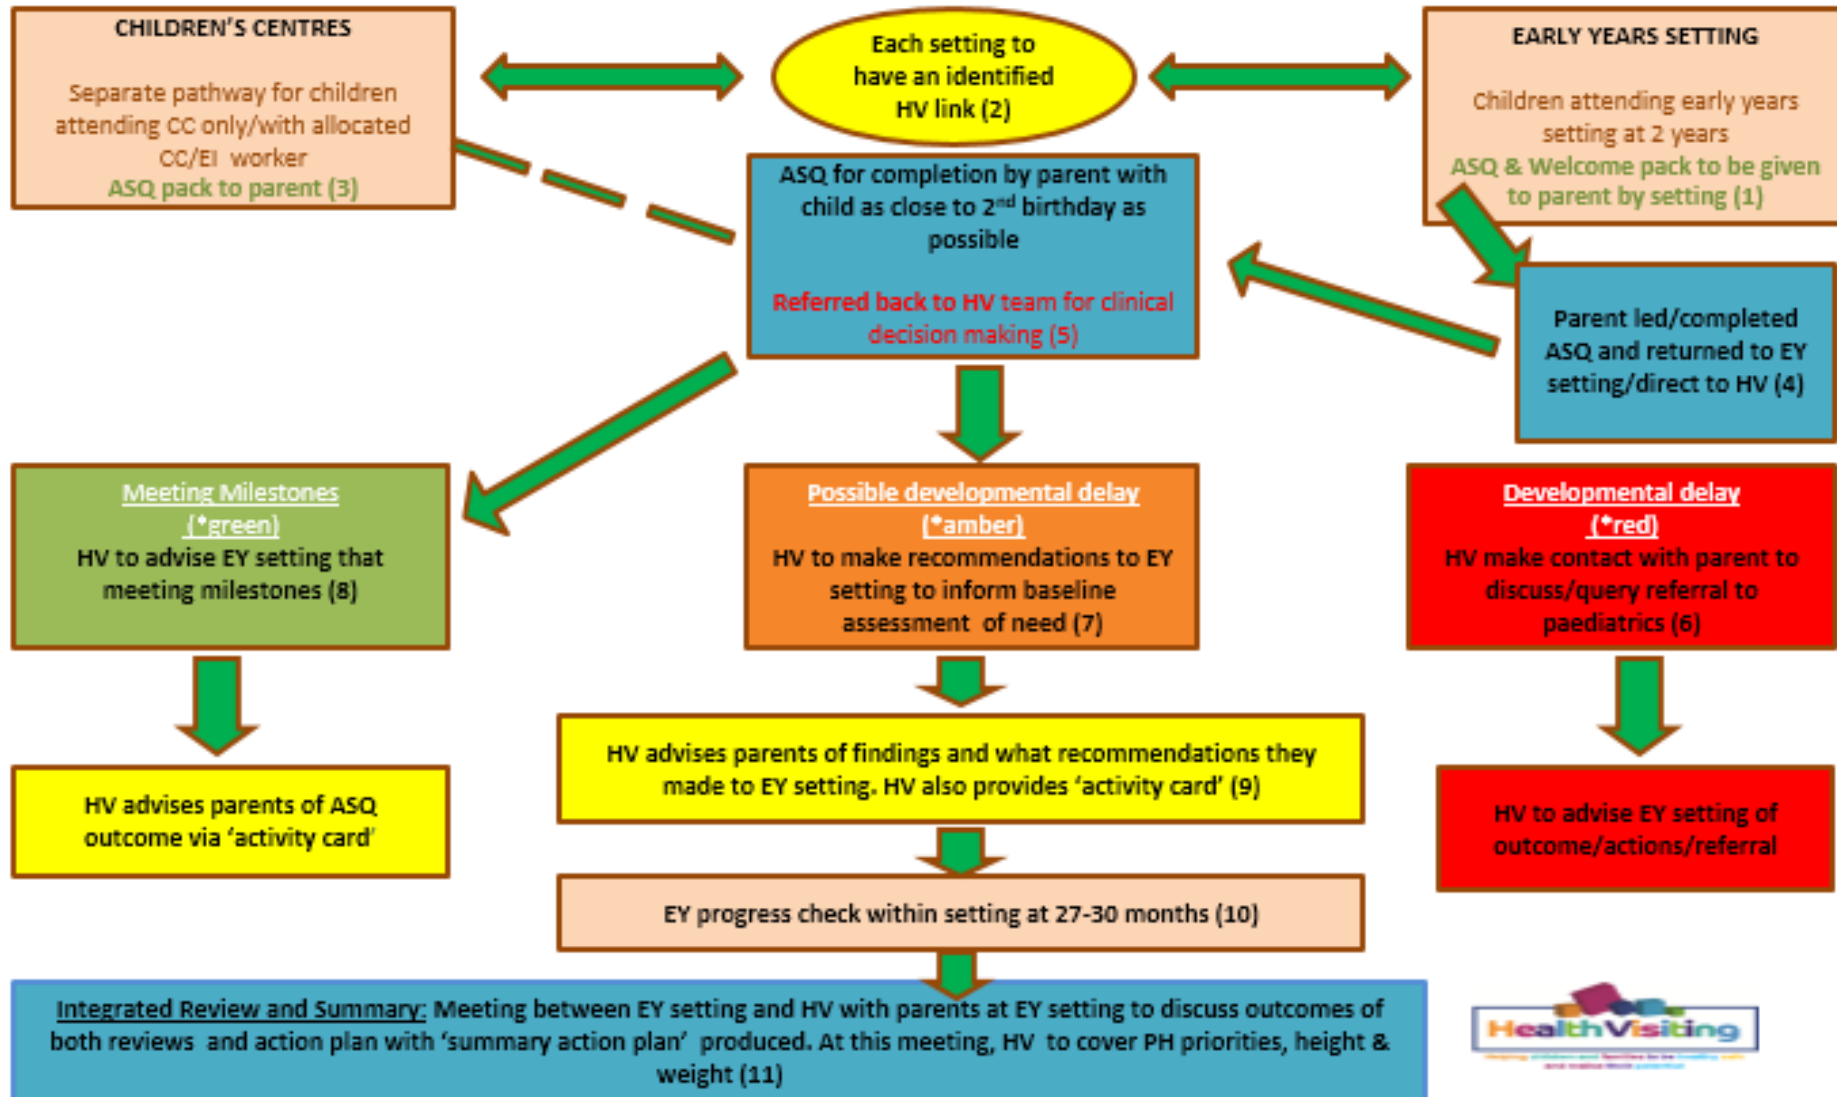 CHILDREN'S CENTRES
Separate pathway for children
attending CC only/with allocated
CC/EI worker
ASQ pack to parent (3)
Each setting to
have an identified
HV link (2)
EARLY YEARS SETTING
Children attending early years
setting at 2 years
ASQ & Welcome pack to be given
to parent by setting (1)
ASQ for completion by parent with
child as close to 2nd birthday as
possible
Referred back to HV team for clinical
decision making (5)
Parent led/completed
ASQ and returned to EY
setting/direct to HV (4)
Meeting Milestones
(*green)
HV to advise EY setting that
meeting milestones (8)
Possible developmental delay
(*amber)
HV to make recommendations to EY
setting to inform baseline
assessment of need (7)
Developmental delay
(*red)
HV make contact with parent to
discuss/query referral to
paediatrics (6)
HV advises parents of ASQ
outcome via 'activity card'
HV advises parents of findings and what recommendations they
made to EY setting. HV also provides 'activity card' (9)
HV to advise EY setting of
outcome/actions/referral
EY progress check within setting at 27-30 months (10)
Integrated Review and Summary: Meeting between EY setting and HV with parents at EY setting to discuss outcomes of
both reviews and action plan with 'summary action plan' produced. At this meeting, HV to cover PH priorities, height &
weight (11)
HealthVisiting